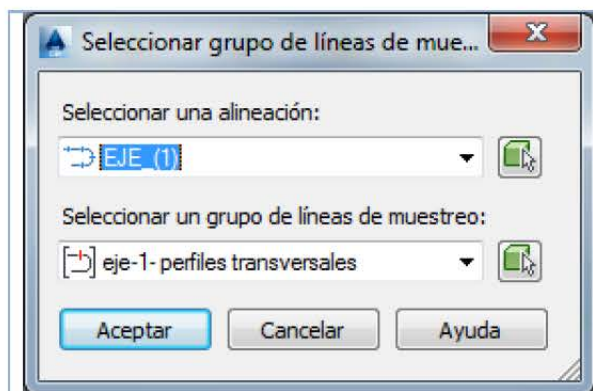 Seleccionar grupo de líneas de mue...
Seleccionar una alineación:
EJE_(1)
Seleccionar un grupo de líneas de muestreo:
eje-1- perfiles transversales
Aceptar Cancelar Ayuda